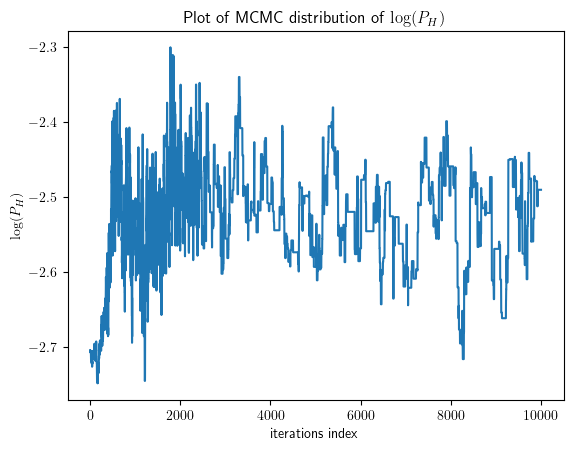 Plot of MCMC distribution of log(P_H)
log(P_H)
−2.3
−2.4
−2.5
−2.6
−2.7
0 2000 4000 6000 8000 10000
iterations index